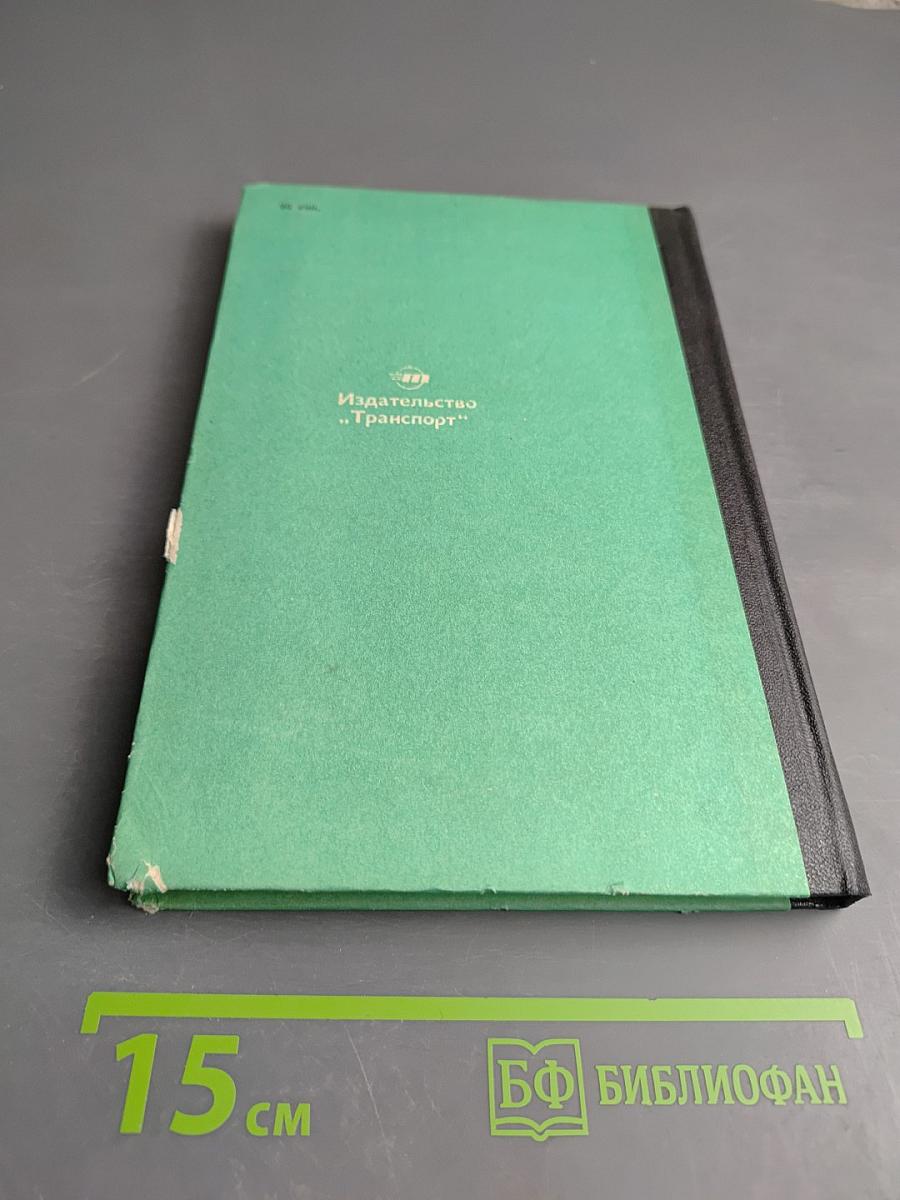 Издательство
„Транспорт“
15 см
БФ БИБЛИОФАН